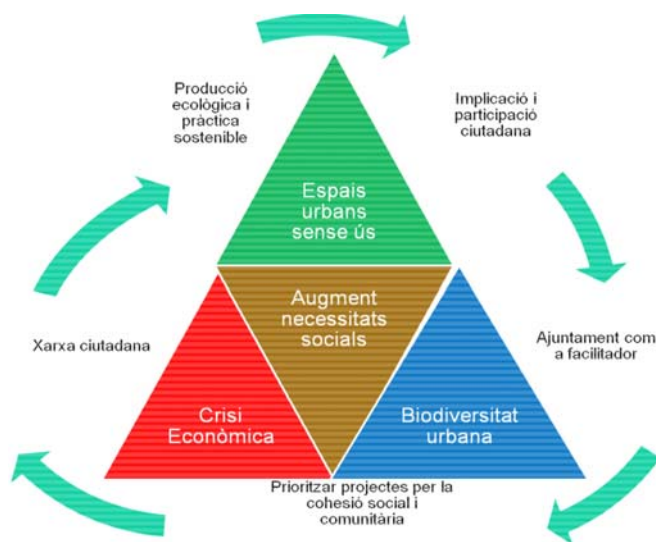 Producció
ecològica i
pràctica
sostenible
Implicació i
participació
ciutadana
Espais
urbans
sense ús
Augment
necessitats
socials
Xarxa ciutadana
Ajuntament com
a facilitador
Crisi
Econòmica
Biodiversitat
urbana
Prioritzar projectes per la
cohesió social i
comunitària